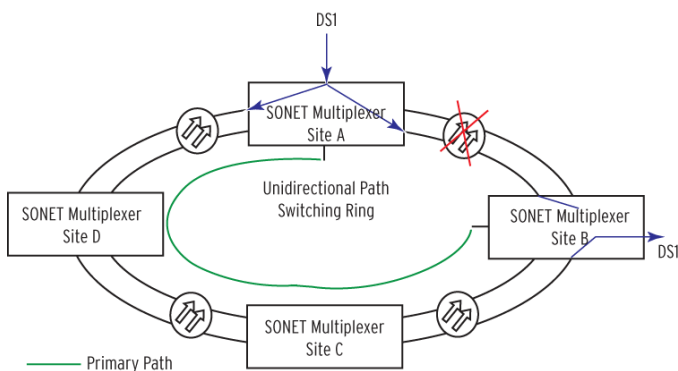 DS1
SONET Multiplexer
Site A
Unidirectional Path
Switching Ring
SONET Multiplexer
Site D
SONET Multiplexer
Site B
DS1
SONET Multiplexer
Site C
Primary Path